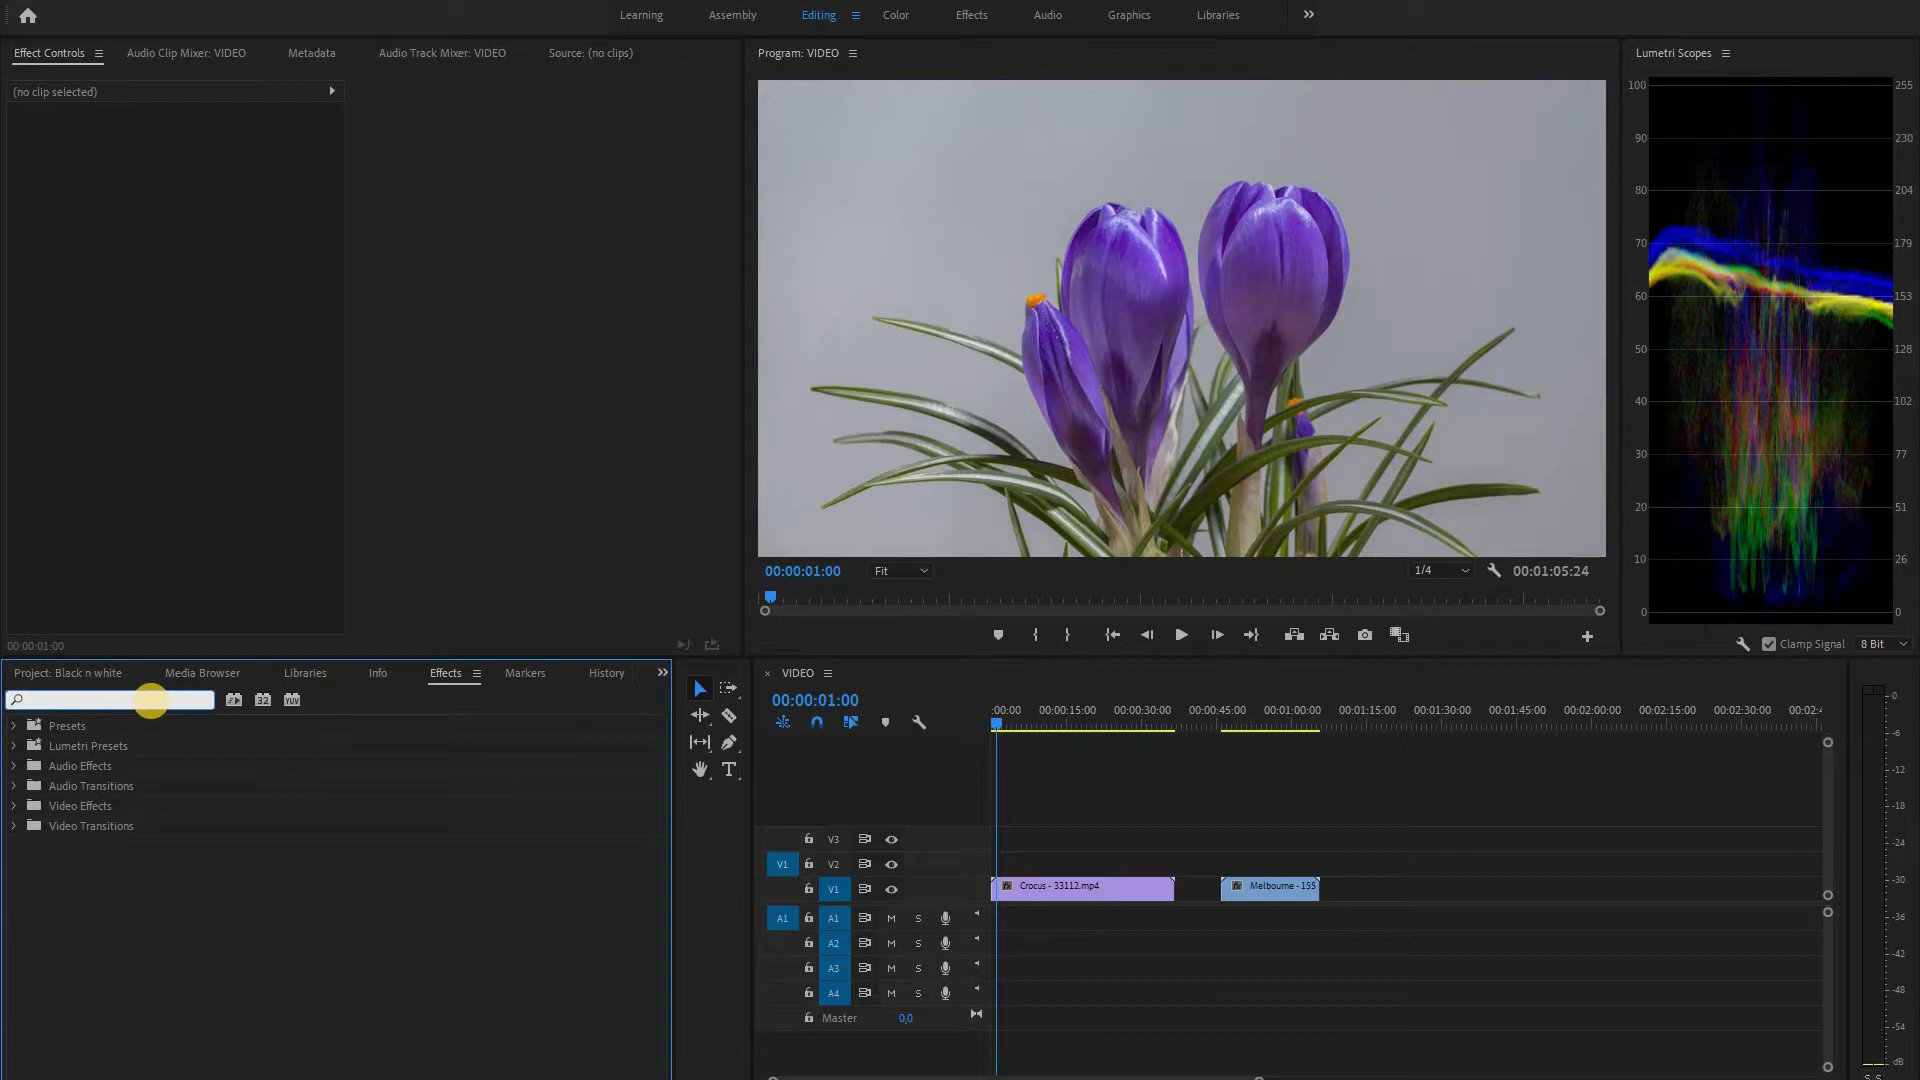 Learning Assembly Editing Color Effects Audio Graphics Libraries
Effect Controls Audio Clip Mixer: VIDEO Metadata Audio Track Mixer: VIDEO Source: (no clips)
Program: VIDEO
Lumetri Scopes
(no clip selected)
100 255
90 230
80 204
70 179
60 153
50 128
40 102
30 77
20 51
10 26
0 0
00:00:01:00 Fit 1/4 00:01:05:24
00:00:01:00
Clamp Signal 8 Bit
Project: Black n white Media Browser Libraries Info Effects Markers History
32 YUV
Presets
Lumetri Presets
Audio Effects
Audio Transitions
Video Effects
Video Transitions
× VIDEO
00:00:01:00
:00:00 00:00:15:00 00:00:30:00 00:00:45:00 00:01:00:00 00:01:15:00 00:01:30:00 00:01:45:00 00:02:00:00 00:02:15:00 00:02:30:00 00:02:4
V3
V1 V2
V1 fx Crocus - 33112.mp4 fx Melbourne - 155
A1 A1 M S
A2 M S
A3 M S
A4 M S
Master 0,0
0
-6
-12
-18
-24
-30
-36
-42
-48
-54
dB
S S